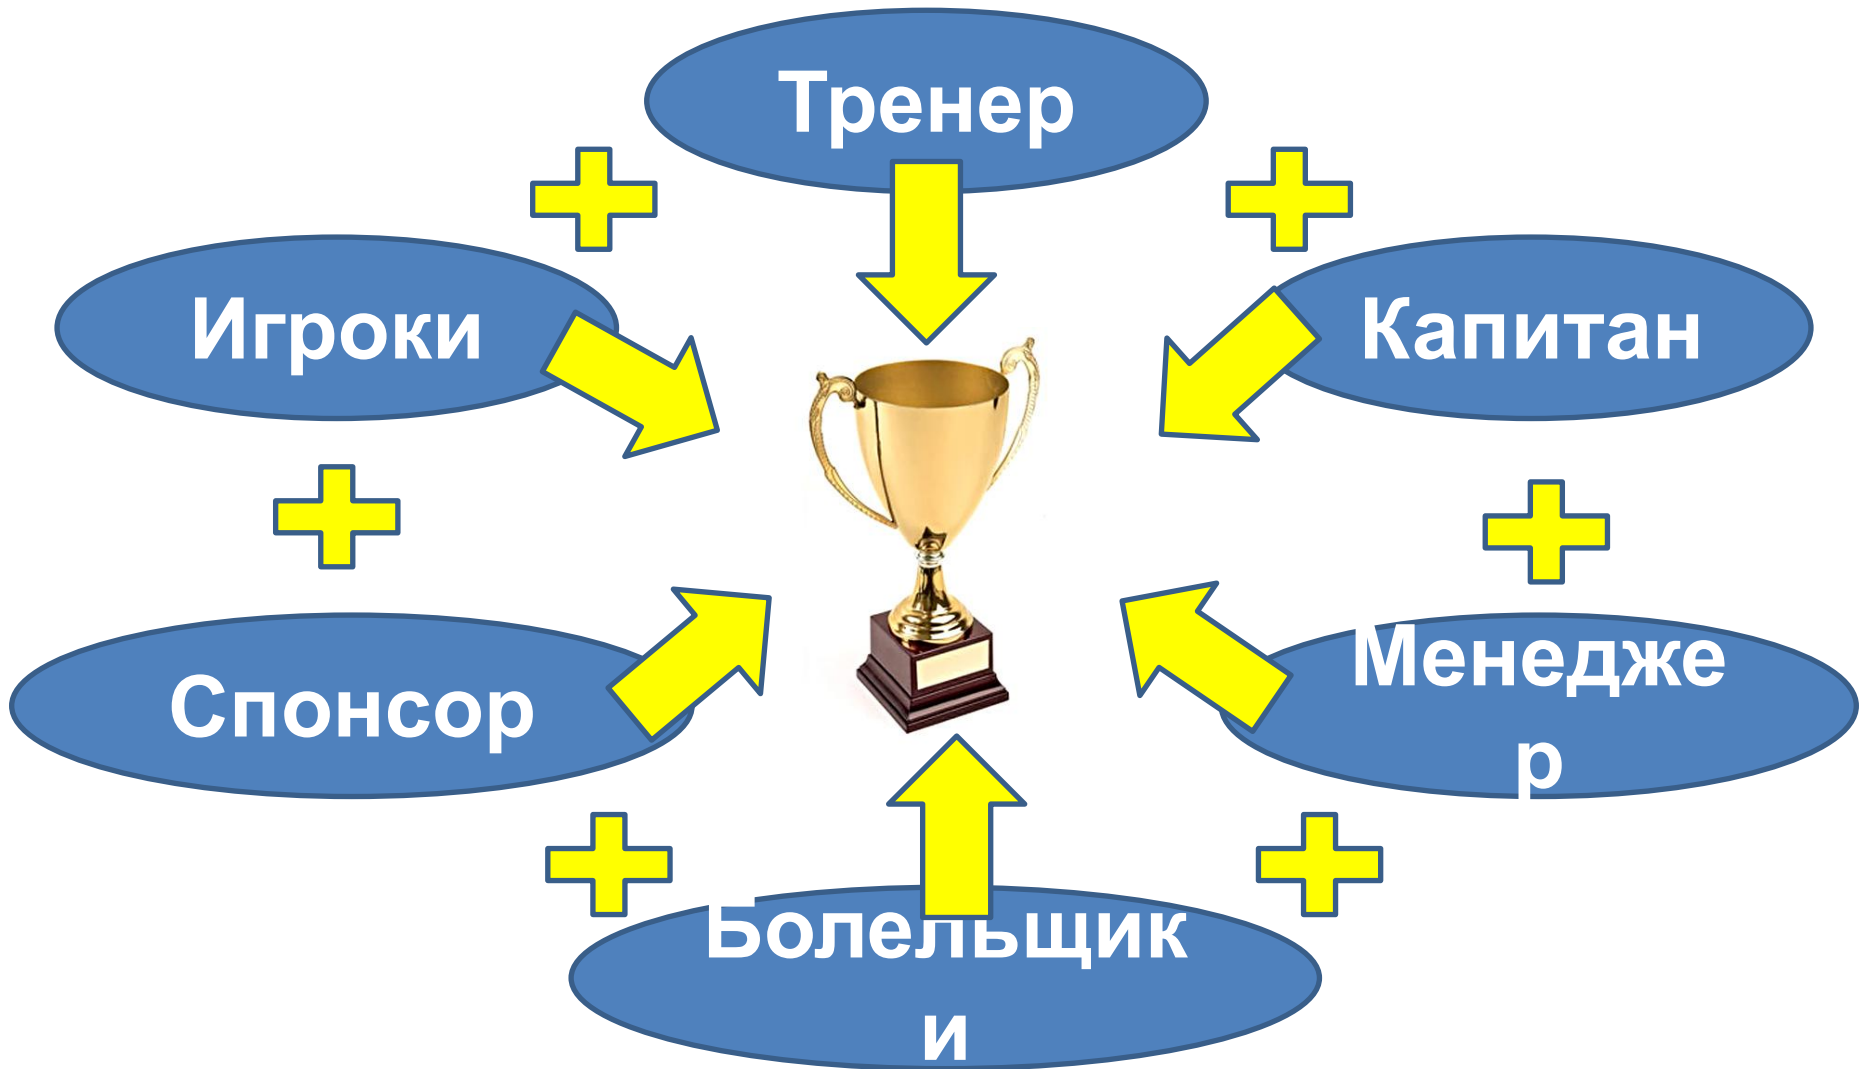 Тренер
Игроки
Капитан
Спонсор
Менедже
р
Болельщик
и